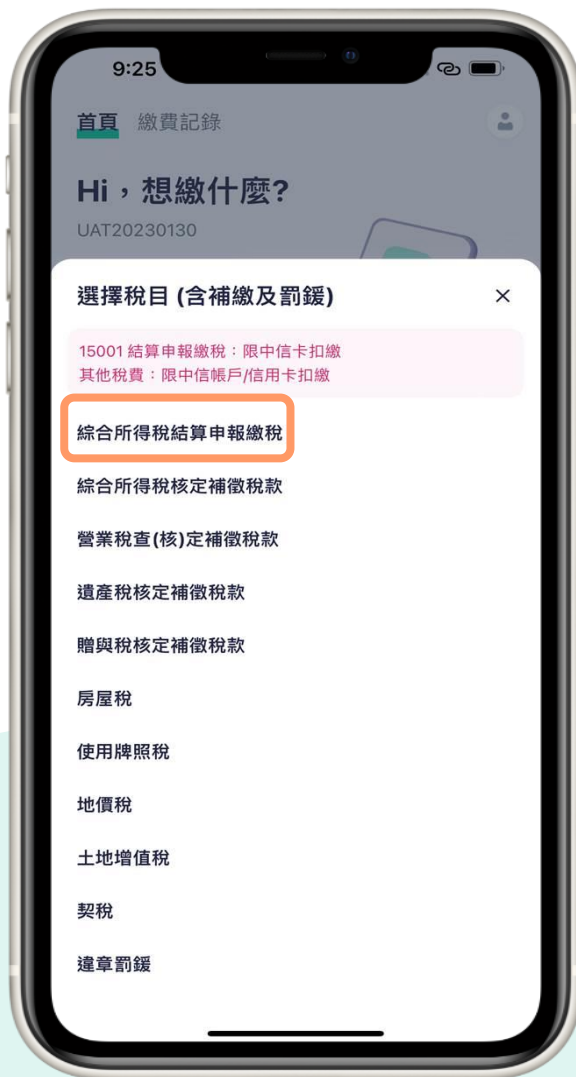 9:25
首頁 繳費記錄
Hi，想繳什麼?
UAT20230130
選擇稅目 (含補繳及罰鍰)
15001 結算申報繳稅：限中信卡扣繳
其他稅費：限中信帳戶/信用卡扣繳
綜合所得稅結算申報繳稅
綜合所得稅核定補徵稅款
營業稅查(核)定補徵稅款
遺產稅核定補徵稅款
贈與稅核定補徵稅款
房屋稅
使用牌照稅
地價稅
土地增值稅
契稅
違章罰鍰